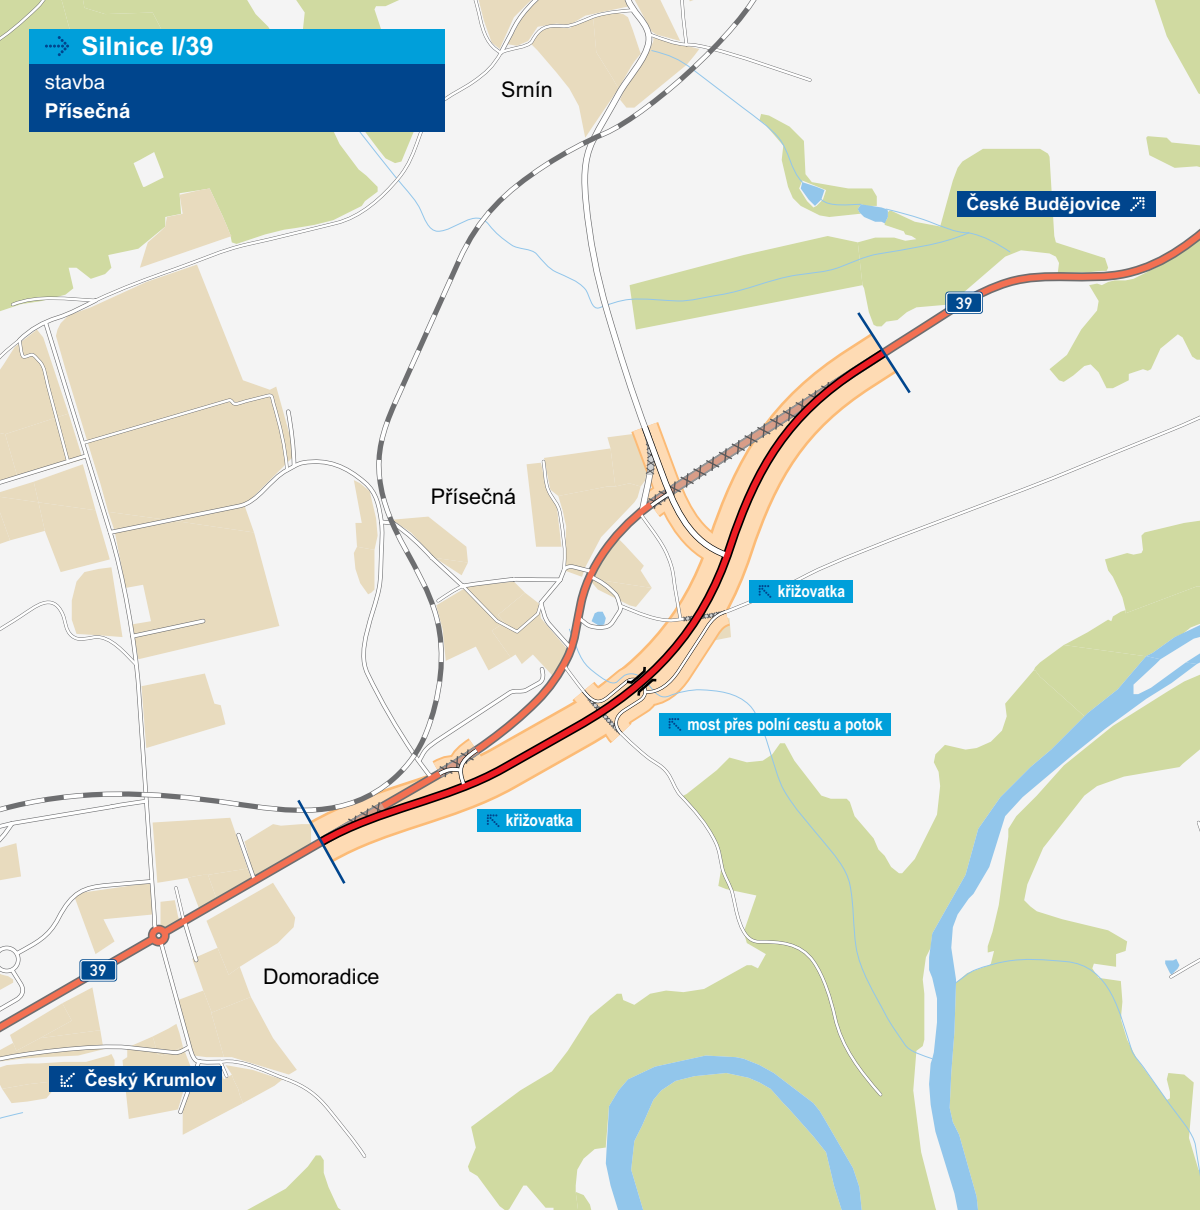 Silnice I/39
stavba
Přísečná
Srnín
České Budějovice
39
Přísečná
křižovatka
most přes polní cestu a potok
křižovatka
39
Domoradice
Český Krumlov